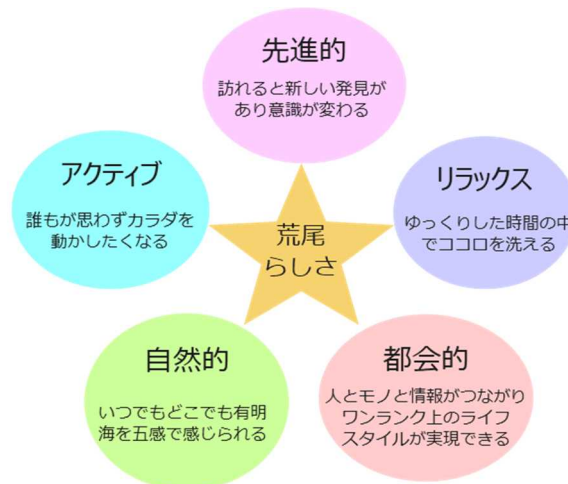 先進的
訪れると新しい発見が
あり意識が変わる
アクティブ
誰もが思わずカラダを
動かしたくなる
リラックス
ゆっくりした時間の中
でココロを洗える
荒尾
らしさ
自然的
いつでもどこでも有明
海を五感で感じられる
都会的
人とモノと情報がつながり
ワンランク上のライフ
スタイルが実現できる